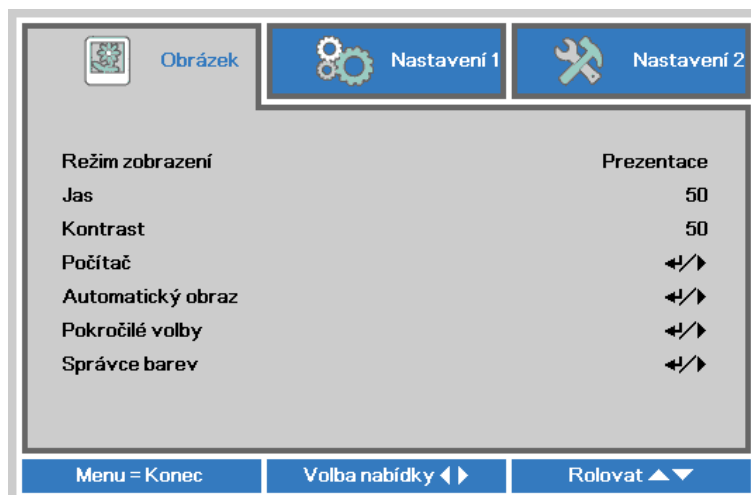 Obrázek Nastavení 1 Nastavení 2
Režim zobrazení Prezentace
Jas 50
Kontrast 50
Počítač ↵/▶
Automatický obraz ↵/▶
Pokročilé volby ↵/▶
Správce barev ↵/▶
Menu = Konec Volba nabídky ◀▶ Rolovat ▲▼